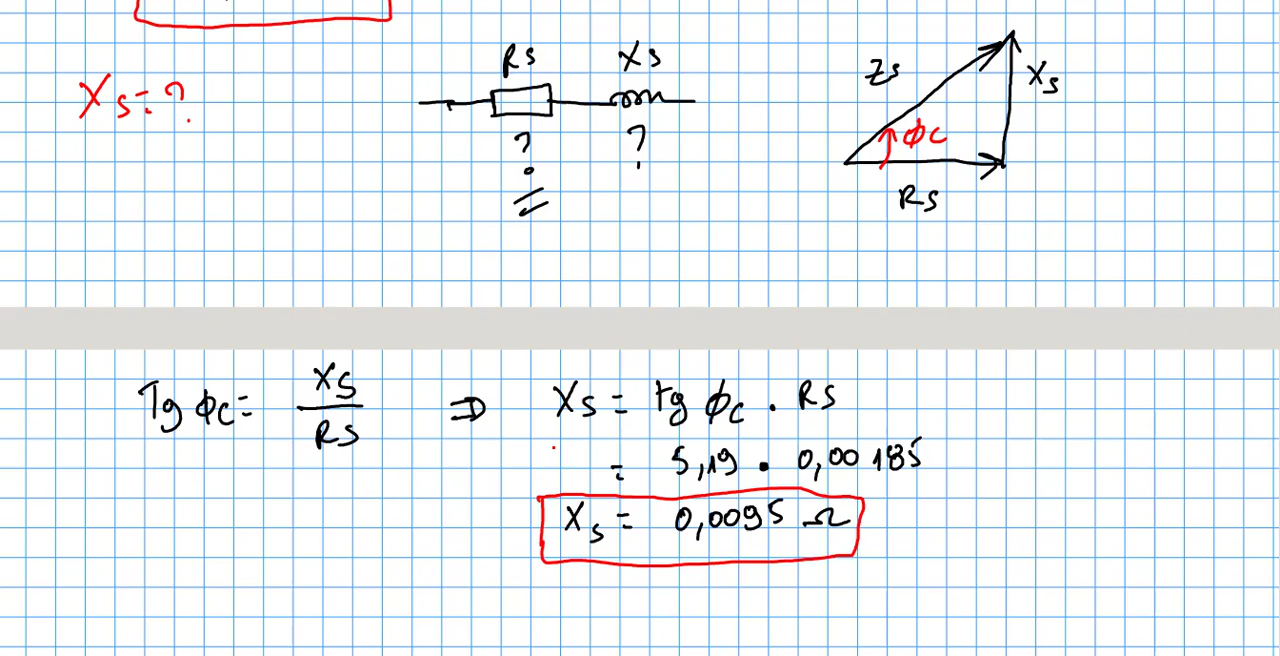 Xs = ?
Rs Xs
? ?
Zs Xs
φc
Rs
Tg φc = Xs / Rs ⇒ Xs = tg φc . Rs
= 5,19 . 0,00185
Xs = 0,0095 Ω